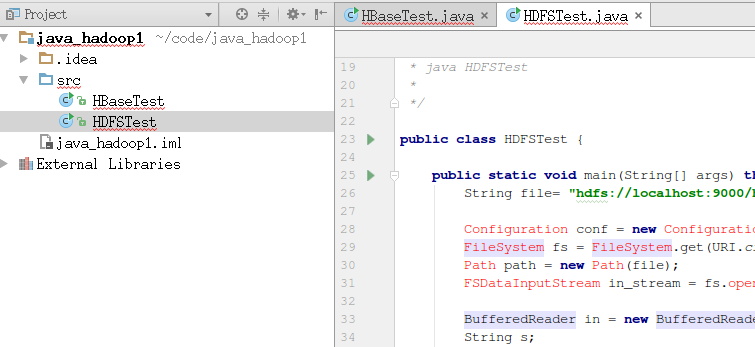 Project
java_hadoop1 ~/code/java_hadoop1
.idea
src
HBaseTest
HDFSTest
java_hadoop1.iml
External Libraries
HBaseTest.java
HDFSTest.java
19 * java HDFSTest
20 *
21 */
22
23 public class HDFSTest {
24
25 public static void main(String[] args) th
26 String file= "hdfs://localhost:9000/
27
28 Configuration conf = new Configuratio
29 FileSystem fs = FileSystem.get(URI.c
30 Path path = new Path(file);
31 FSDataInputStream in_stream = fs.open
32
33 BufferedReader in = new BufferedReade
34 String s;